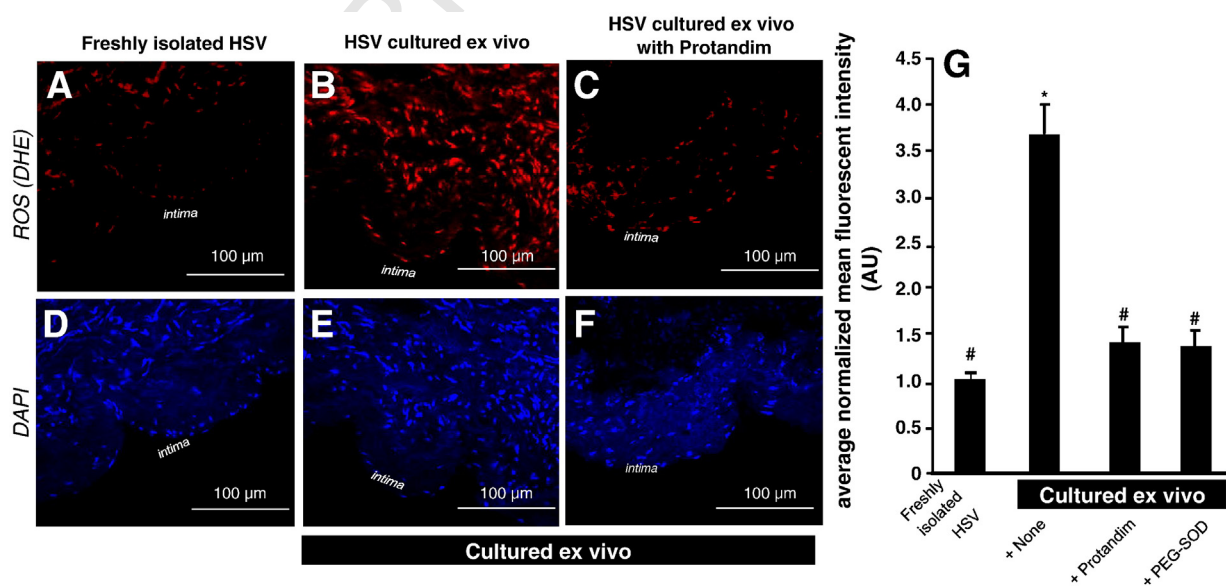 Freshly isolated HSV
HSV cultured ex vivo
HSV cultured ex vivo
with Protandim
ROS (DHE)
A
intima
100 µm
B
intima
100 µm
C
intima
100 µm
DAPI
D
intima
100 µm
E
intima
100 µm
F
intima
100 µm
Cultured ex vivo
G
average normalized mean fluorescent intensity
(AU)
4.5
4.0
3.5
3.0
2.5
2.0
1.5
1.0
0.5
0
#
*
#
#
Freshly
isolated
HSV
Cultured ex vivo
+ None
+ Protandim
+ PEG-SOD